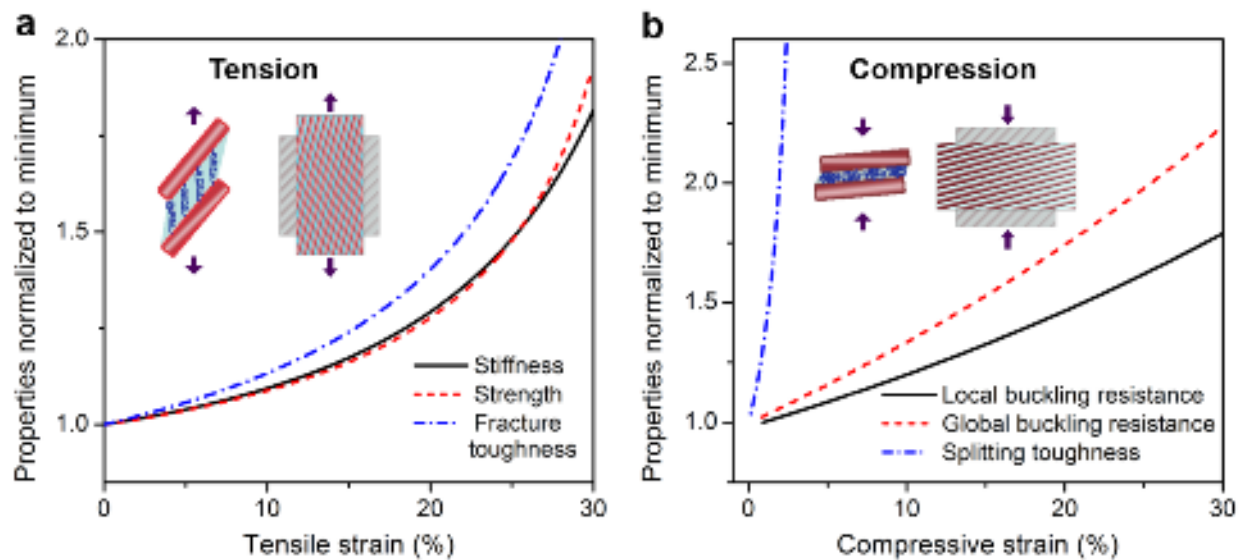 a
Tension
Properties normalized to minimum
2.0
1.5
1.0
Stiffness
Strength
Fracture
toughness
0
10
20
30
Tensile strain (%)
b
Compression
Properties normalized to minimum
2.5
2.0
1.5
1.0
Local buckling resistance
Global buckling resistance
Splitting toughness
0
10
20
30
Compressive strain (%)